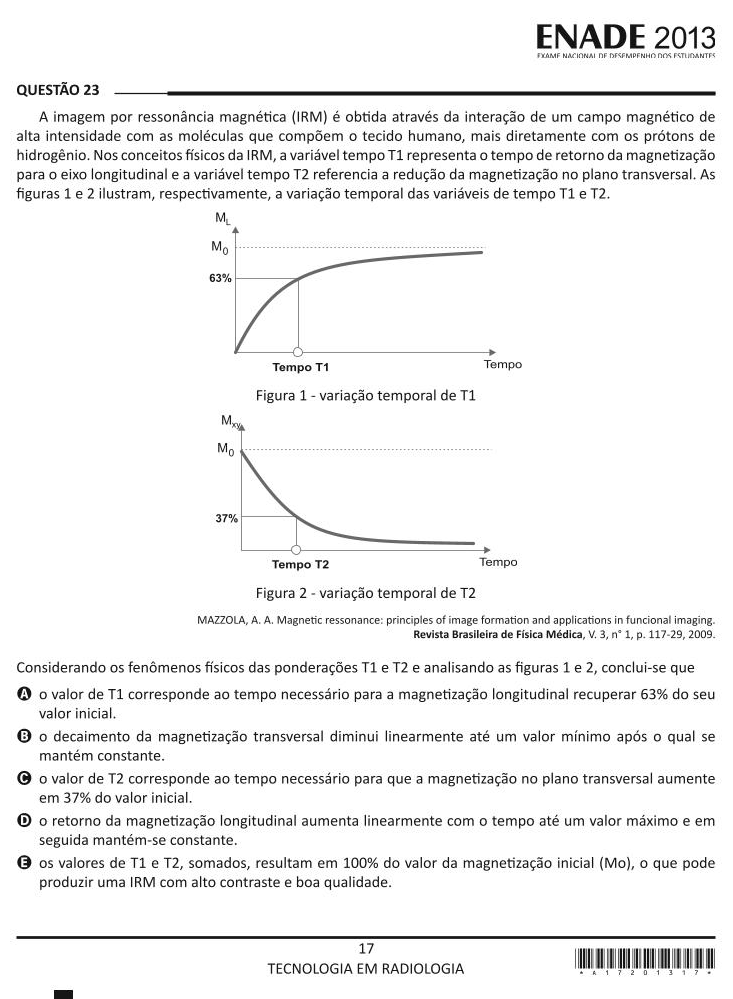 ENADE 2013
EXAME NACIONAL DE DESEMPENHO DOS ESTUDANTES
QUESTÃO 23
A imagem por ressonância magnética (IRM) é obtida através da interação de um campo magnético de
alta intensidade com as moléculas que compõem o tecido humano, mais diretamente com os prótons de
hidrogênio. Nos conceitos físicos da IRM, a variável tempo T1 representa o tempo de retorno da magnetização
para o eixo longitudinal e a variável tempo T2 referencia a redução da magnetização no plano transversal. As
figuras 1 e 2 ilustram, respectivamente, a variação temporal das variáveis de tempo T1 e T2.
ML
M0
63%
Tempo T1
Tempo
Figura 1 - variação temporal de T1
Mxy
M0
37%
Tempo T2
Tempo
Figura 2 - variação temporal de T2
MAZZOLA, A. A. Magnetic ressonance: principles of image formation and applications in funcional imaging.
Revista Brasileira de Física Médica, V. 3, n° 1, p. 117-29, 2009.
Considerando os fenômenos físicos das ponderações T1 e T2 e analisando as figuras 1 e 2, conclui-se que
A o valor de T1 corresponde ao tempo necessário para a magnetização longitudinal recuperar 63% do seu
valor inicial.
B o decaimento da magnetização transversal diminui linearmente até um valor mínimo após o qual se
mantém constante.
C o valor de T2 corresponde ao tempo necessário para que a magnetização no plano transversal aumente
em 37% do valor inicial.
D o retorno da magnetização longitudinal aumenta linearmente com o tempo até um valor máximo e em
seguida mantém-se constante.
E os valores de T1 e T2, somados, resultam em 100% do valor da magnetização inicial (Mo), o que pode
produzir uma IRM com alto contraste e boa qualidade.
17
TECNOLOGIA EM RADIOLOGIA
* A 1 7 2 0 1 3 1 7 *